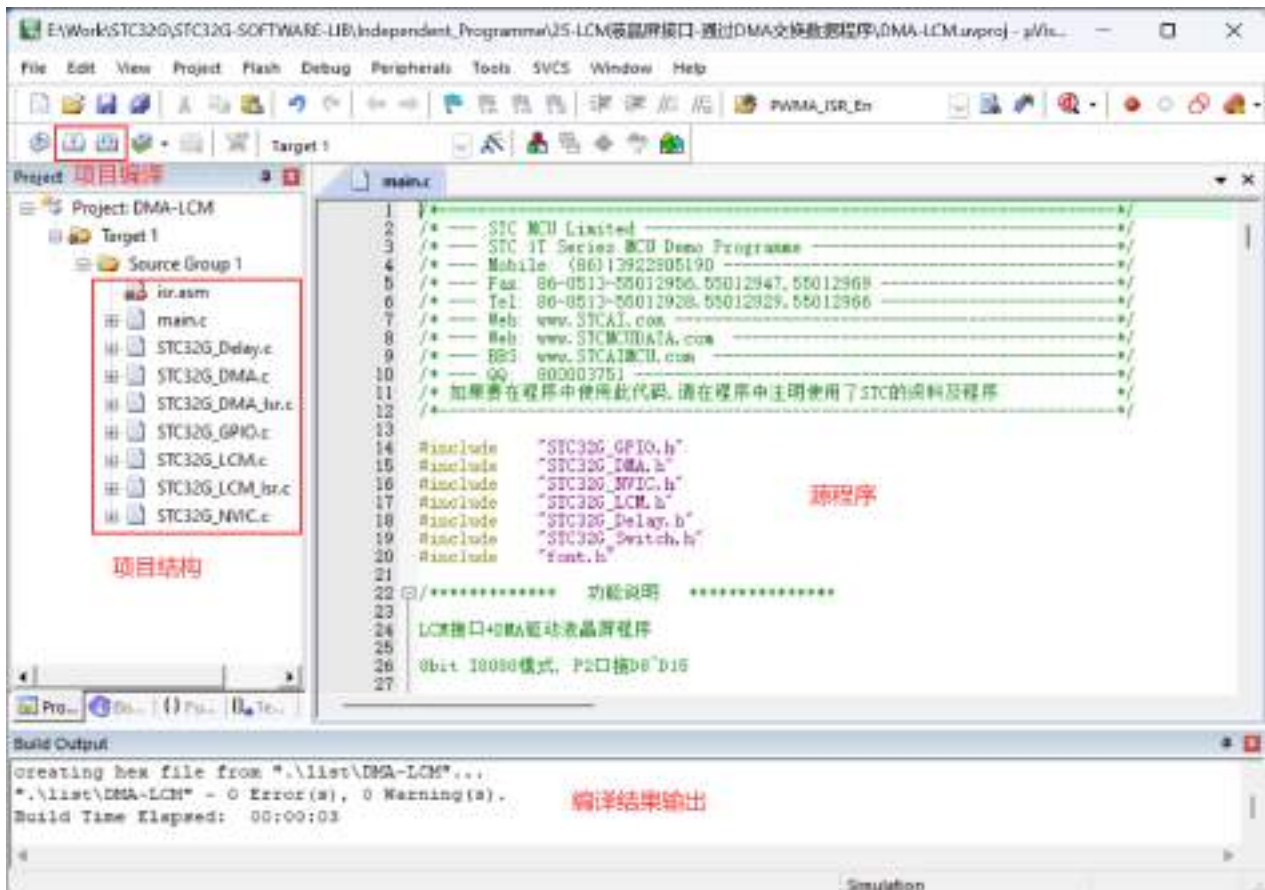 E:\Work\STC32G\STC32G-SOFTWARE-LIB\Independent_Programme\25-LCM液晶屏接口-通过DMA交换数据程序\DMA-LCM.uvproj - µVis...
File Edit View Project Flash Debug Peripherals Tools SVCS Window Help
PWMA_ISR_En
Target 1
Project 项目编译
main.c
Project: DMA-LCM
Target 1
Source Group 1
isr.asm
main.c
STC32G_Delay.c
STC32G_DMA.c
STC32G_DMA_Isr.c
STC32G_GPIO.c
STC32G_LCM.c
STC32G_LCM_Isr.c
STC32G_NVIC.c
项目结构
Pro...
1 /*---------------------------------------------------------------------*/
2 /* --- STC MCU Limited ------------------------------------------------*/
3 /* --- STC 1T Series MCU Demo Programme -------------------------------*/
4 /* --- Mobile: (86)13922805190 ----------------------------------------*/
5 /* --- Fax: 86-0513-55012956,55012947,55012969 ------------------------*/
6 /* --- Tel: 86-0513-55012928,55012929,55012966 ------------------------*/
7 /* --- Web: www.STCAI.com ---------------------------------------------*/
8 /* --- Web: www.STCMCUDATA.com ---------------------------------------*/
9 /* --- BBS: www.STCAIMCU.com -----------------------------------------*/
10 /* --- QQ: 800003751 -------------------------------------------------*/
11 /* 如果要在程序中使用此代码,请在程序中注明使用了STC的资料及程序 */
12 /*---------------------------------------------------------------------*/
13
14 #include "STC32G_GPIO.h"
15 #include "STC32G_DMA.h"
16 #include "STC32G_NVIC.h"
17 #include "STC32G_LCM.h"
18 #include "STC32G_Delay.h"
19 #include "STC32G_Switch.h"
20 #include "font.h"
源程序
21
22 /************* 功能说明 ***************
23
24 LCM接口+DMA驱动液晶屏程序
25
26 8bit I8080模式, P2口接D8~D15
27
Build Output
creating hex file from ".\list\DMA-LCM"...
".\list\DMA-LCM" - 0 Error(s), 0 Warning(s).
Build Time Elapsed: 00:00:03
编译结果输出
Simulation